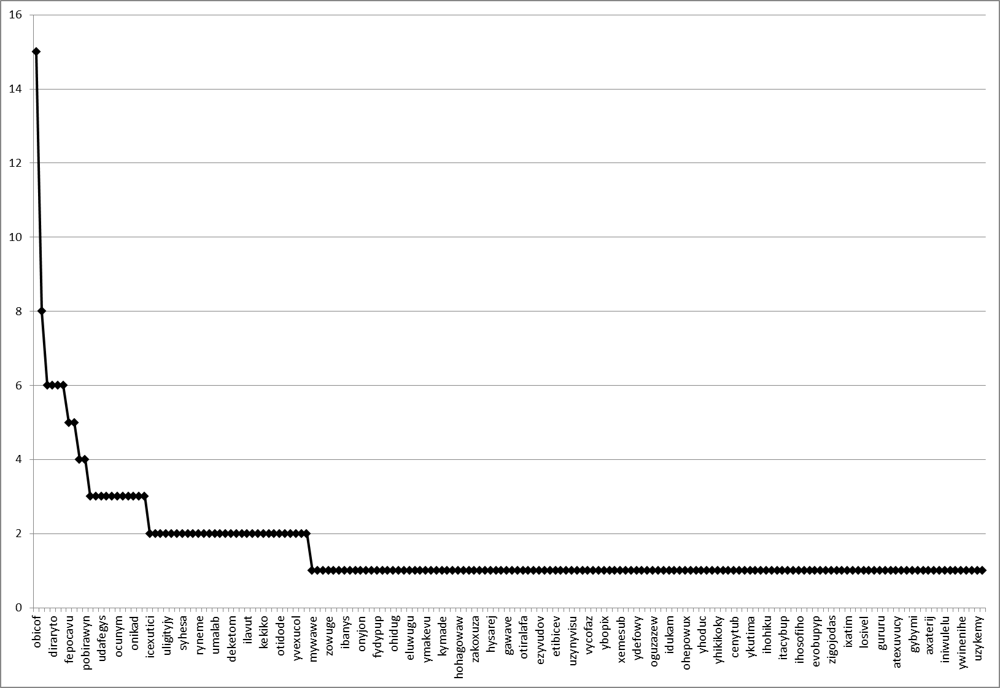 16
14
12
10
8
6
4
2
0
obicof
diraryto
fepocavu
pobirawyn
udafegys
ocunym
onikad
icexutici
uligityjy
syhesa
ryneme
umalab
deketom
ilavut
kekiko
otidode
yvexucol
mywawe
zowuge
ibanys
onyjon
fydypup
ohidug
eluwugu
ymakevu
kymade
hohagowaw
zakoxuza
hysarej
gawave
otiralafa
ezyvudov
etibicev
uzynyvisu
vycofaz
ybopix
xemesub
ydefowy
oguzazew
idukam
ohepowux
yhoduc
yhikikoky
cenytub
ykutima
ihohiku
itacybup
ihosofiho
evobupyp
zigojodas
ixatim
losivel
gururu
atexuvucy
gybymi
axaterij
iniwulelu
ywinenihe
uzykemy